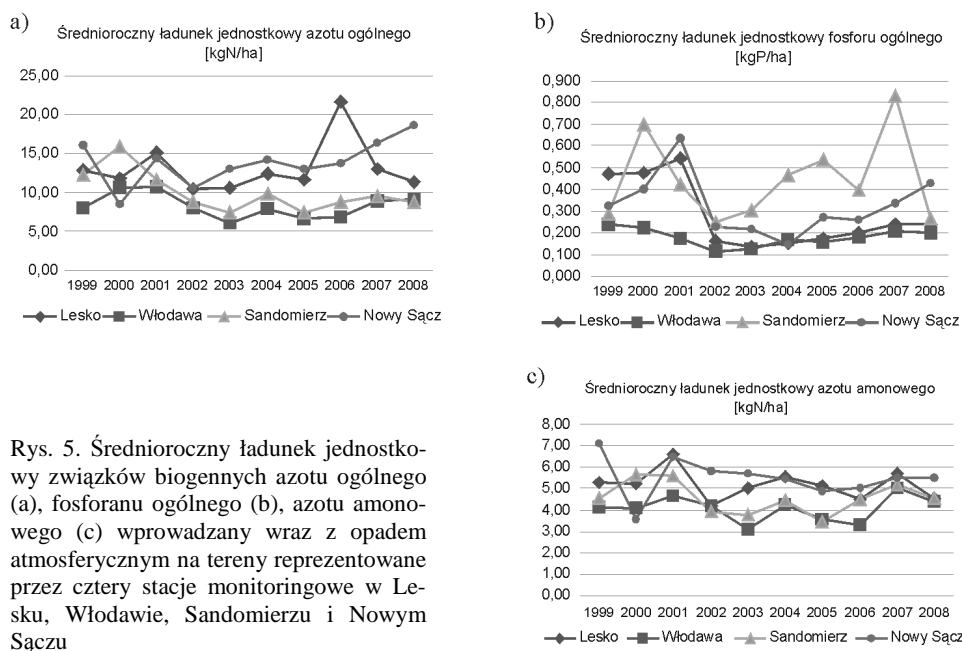 a)
Średnioroczny ładunek jednostkowy azotu ogólnego
[kgN/ha]
25,00
20,00
15,00
10,00
5,00
0,00
1999 2000 2001 2002 2003 2004 2005 2006 2007 2008
Lesko Włodawa Sandomierz Nowy Sącz
b)
Średnioroczny ładunek jednostkowy fosforu ogólnego
[kgP/ha]
0,900
0,800
0,700
0,600
0,500
0,400
0,300
0,200
0,100
0,000
1999 2000 2001 2002 2003 2004 2005 2006 2007 2008
Lesko Włodawa Sandomierz Nowy Sącz
c)
Średnioroczny ładunek jednostkowy azotu amonowego
[kgN/ha]
8,00
7,00
6,00
5,00
4,00
3,00
2,00
1,00
0,00
1999 2000 2001 2002 2003 2004 2005 2006 2007 2008
Lesko Włodawa Sandomierz Nowy Sącz
Rys. 5. Średnioroczny ładunek jednostko-
wy związków biogennych azotu ogólnego
(a), fosforanu ogólnego (b), azotu amono-
wego (c) wprowadzany wraz z opadem
atmosferycznym na tereny reprezentowane
przez cztery stacje monitoringowe w Le-
sku, Włodawie, Sandomierzu i Nowym
Sączu